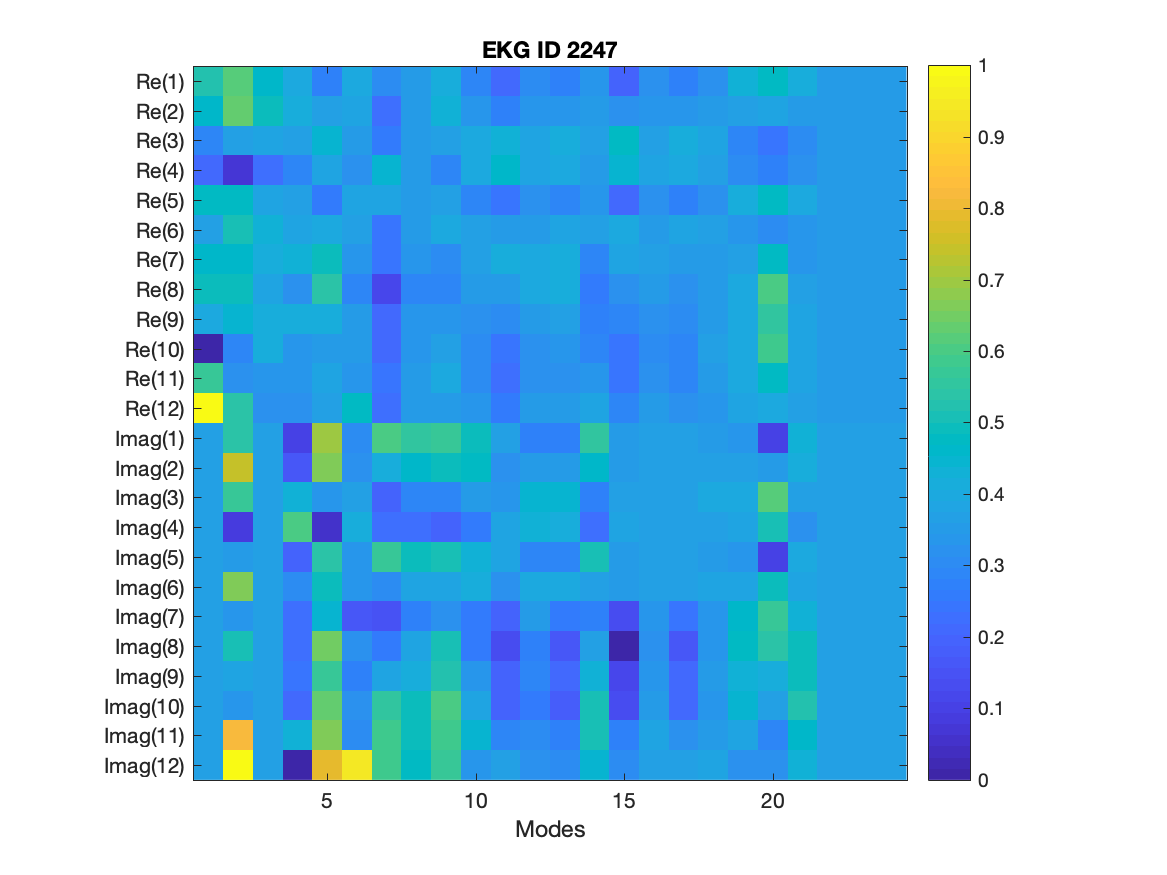 EKG ID 2247
Re(1)
Re(2)
Re(3)
Re(4)
Re(5)
Re(6)
Re(7)
Re(8)
Re(9)
Re(10)
Re(11)
Re(12)
Imag(1)
Imag(2)
Imag(3)
Imag(4)
Imag(5)
Imag(6)
Imag(7)
Imag(8)
Imag(9)
Imag(10)
Imag(11)
Imag(12)
5 10 15 20
Modes
1
0.9
0.8
0.7
0.6
0.5
0.4
0.3
0.2
0.1
0